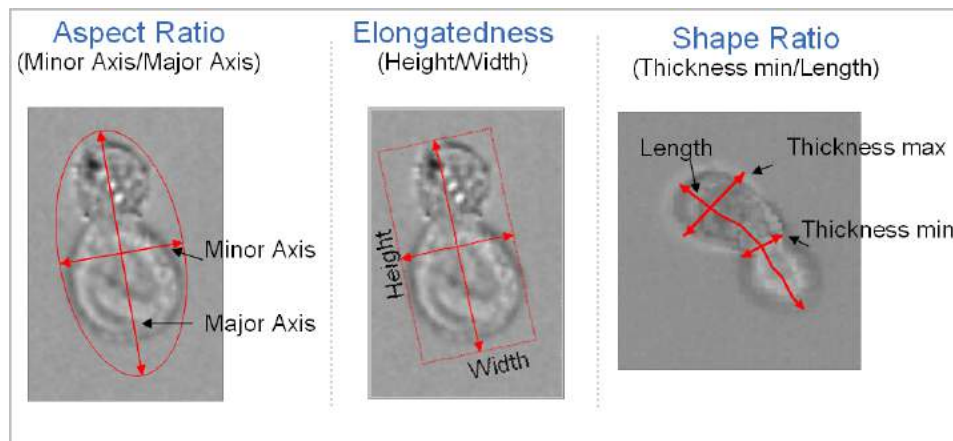 Aspect Ratio
(Minor Axis/Major Axis)
Minor Axis
Major Axis
Elongatedness
(Height/Width)
Height
Width
Shape Ratio
(Thickness min/Length)
Length
Thickness max
Thickness min